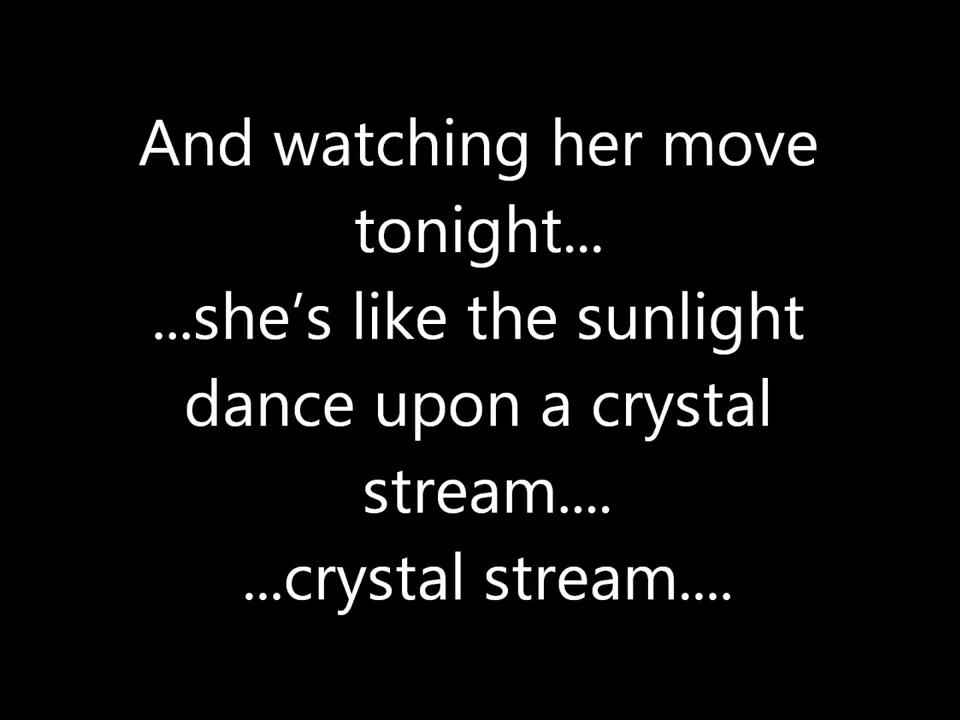 And watching her move
tonight...
...she’s like the sunlight
dance upon a crystal
stream....
...crystal stream....